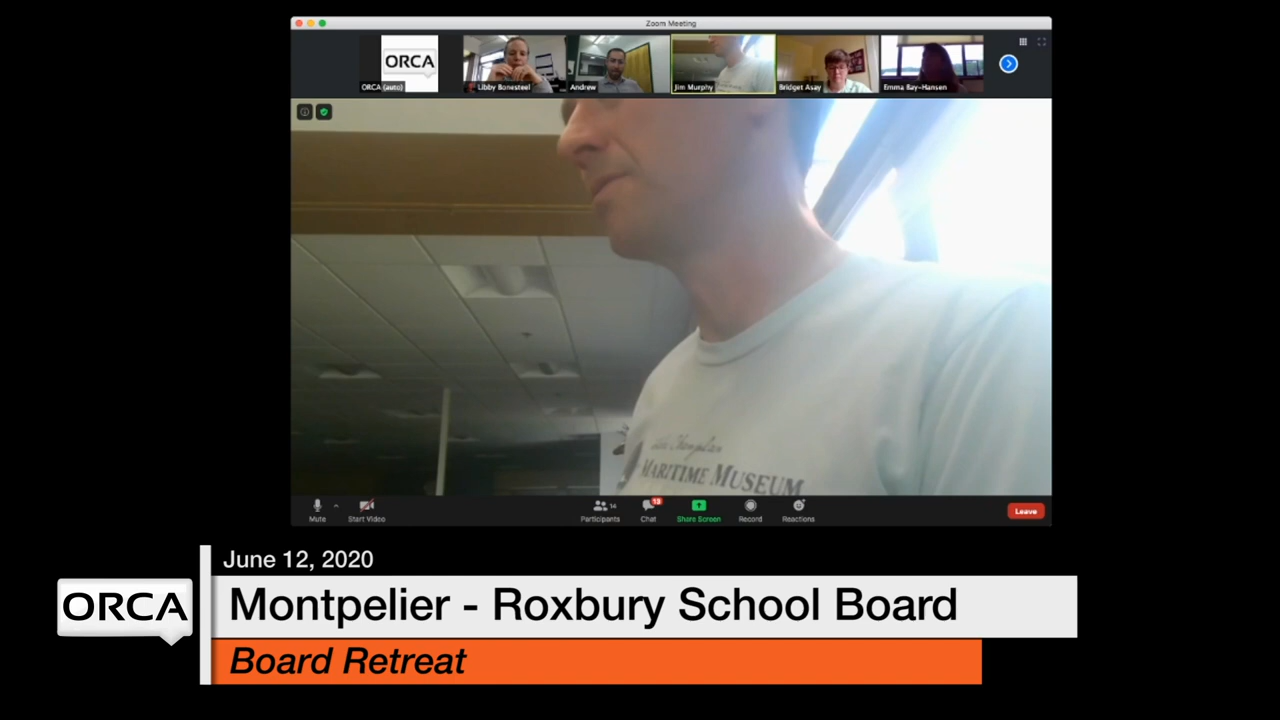 Zoom Meeting
ORCA
ORCA (auto)
Libby Bonesteel
Andrew
Jim Murphy
Bridget Asay
Emma Bay-Hansen
Maritime Museum
Mute
Start Video
Participants 14
Chat 13
Share Screen
Record
Reactions
Leave
June 12, 2020
ORCA
Montpelier - Roxbury School Board
Board Retreat